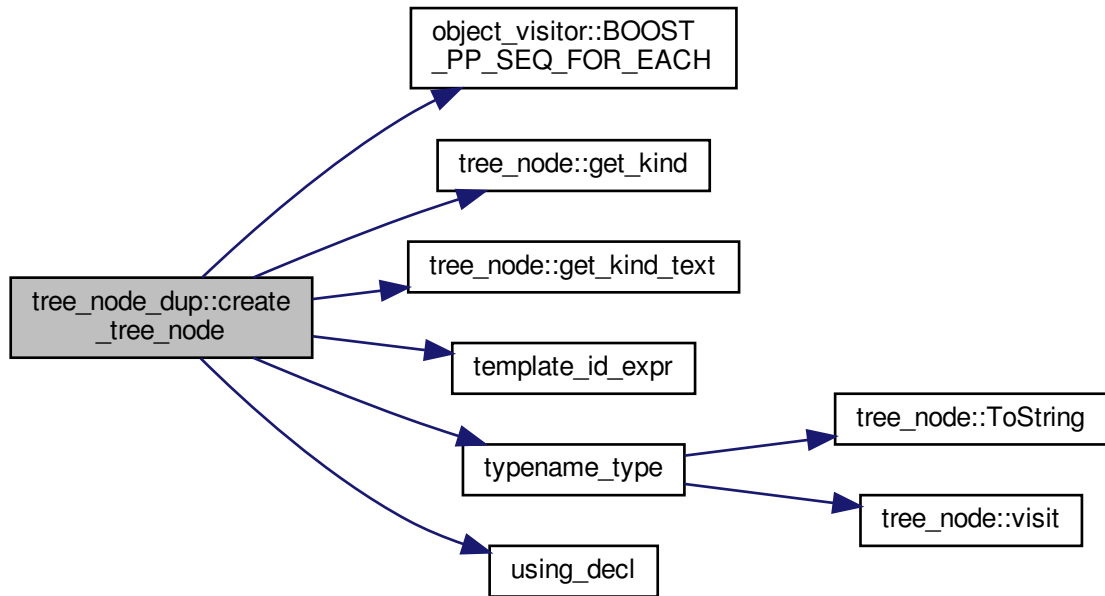 object_visitor::BOOST
_PP_SEQ_FOR_EACH
tree_node::get_kind
tree_node::get_kind_text
tree_node_dup::create
_tree_node
template_id_expr
tree_node::ToString
typename_type
tree_node::visit
using_decl